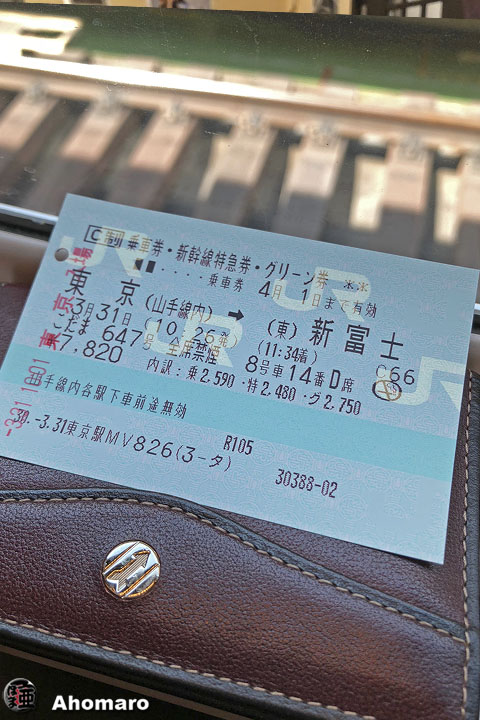 C制 乗車券・新幹線特急券・グリーン券
乗車券 4月 1日まで有効
東京 (山手線内) ➡ (東) 新富士
3月31日 (10:26発) (11:34着) C66
こだま 647号 全席禁煙 8号車 14番D席
¥7,820 内訳:乗2.590・特2.480・グ2.750
山手線内各駅下車前途無効
30.-3.31東京駅MV826(3-タ) R105
30388-02
Ahomaro